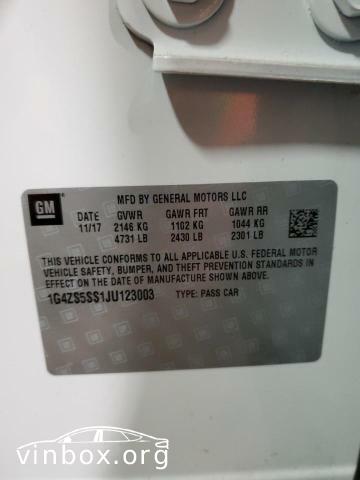 GM
MFD BY GENERAL MOTORS LLC
DATE GVWR GAWR FRT GAWR RR
11/17 2146 KG 1102 KG 1044 KG
4731 LB 2430 LB 2301 LB
THIS VEHICLE CONFORMS TO ALL APPLICABLE U.S. FEDERAL MOTOR
VEHICLE SAFETY, BUMPER, AND THEFT PREVENTION STANDARDS IN
EFFECT ON THE DATE OF MANUFACTURE SHOWN ABOVE.
1G4ZS5SS1JU123003 TYPE: PASS CAR
vinbox.org